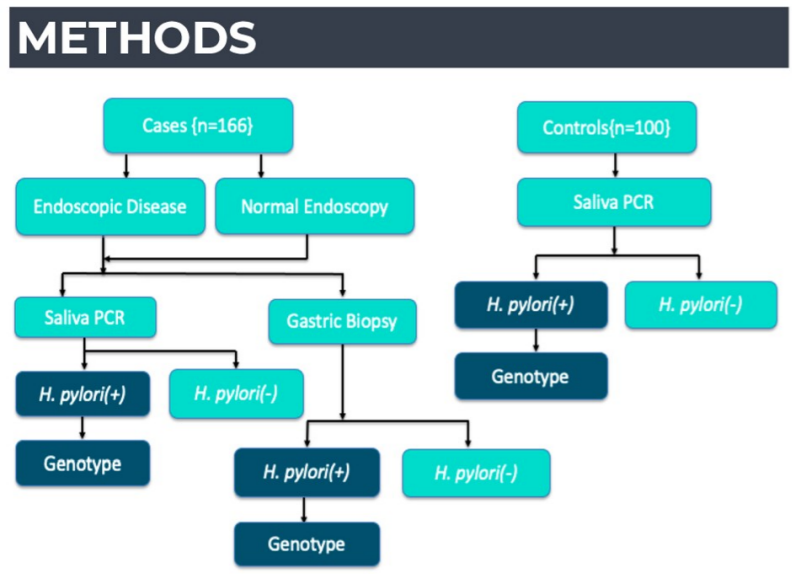 METHODS
Cases {n=166}
Controls{n=100}
Endoscopic Disease
Normal Endoscopy
Saliva PCR
Saliva PCR
Gastric Biopsy
H. pylori(+)
H. pylori(-)
H. pylori(+)
H. pylori(-)
Genotype
Genotype
H. pylori(+)
H. pylori(-)
Genotype